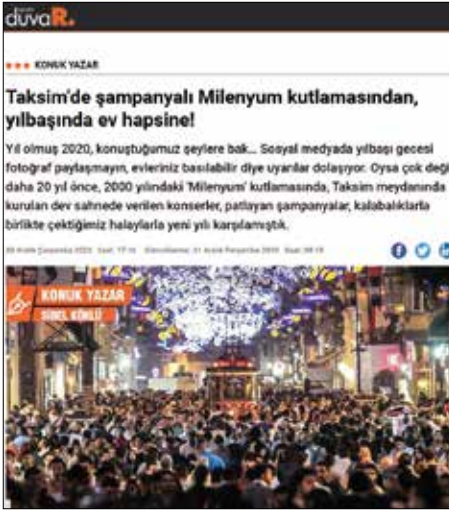 duvaR.
KONUK YAZAR
Taksim'de şampanyalı Milenyum kutlamasından,
yılbaşında ev hapsine!
Yıl olmuş 2020, konuştuğumuz şeylere bak... Sosyal medyada yılbaşı gecesi
fotoğraf paylaşmayın, evleriniz basılabilir diye uyarılar dolaşıyor. Oysa çok deği
daha 20 yıl önce, 2000 yılındaki 'Milenyum' kutlamasında, Taksim meydanında
kurulan dev sahnede verilen konserler, patlayan şampanyalar, kalabalıklarla
birlikte çektiğimiz halaylarla yeni yılı karşılamıştık.
KONUK YAZAR